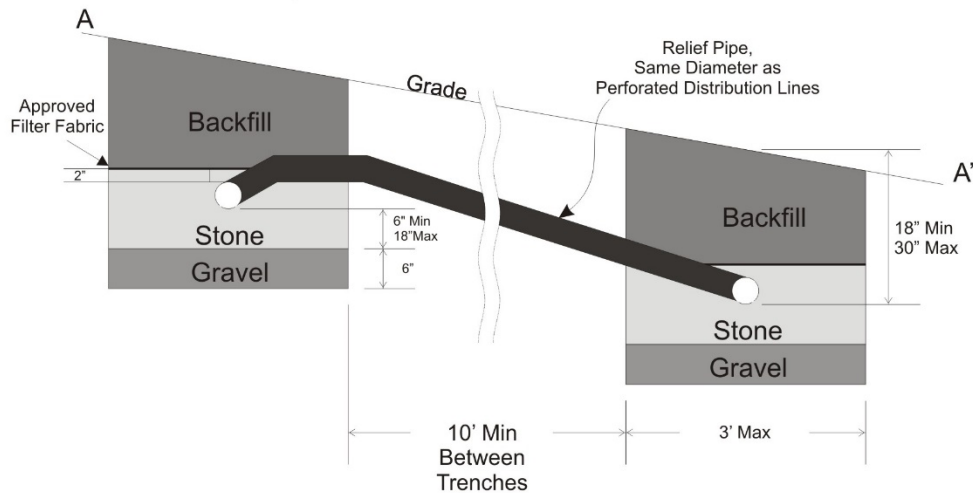 A
Relief Pipe,
Same Diameter as
Perforated Distribution Lines
Grade
Approved
Filter Fabric
Backfill
2"
A'
6" Min
18"Max
Stone
6"
Gravel
Backfill
18" Min
30" Max
Stone
Gravel
10' Min
Between
Trenches
3' Max